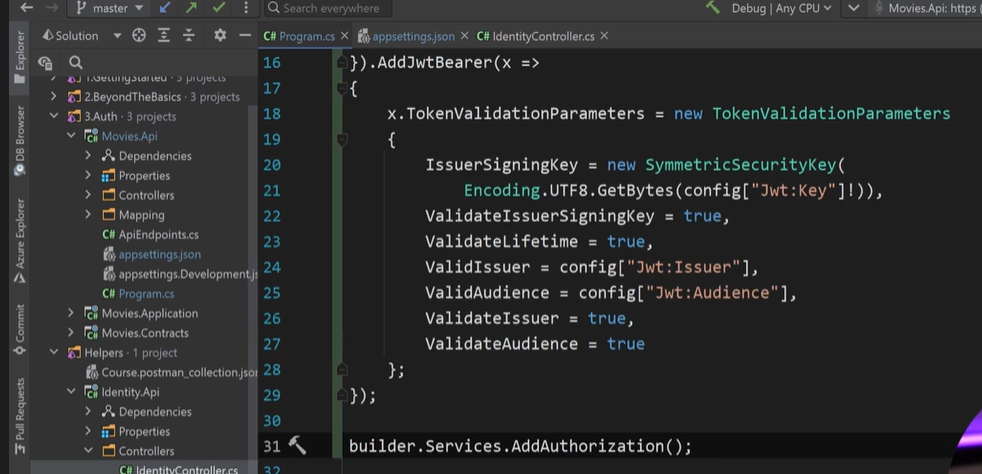 master
Search everywhere
Debug | Any CPU
Movies.Api: https
Solution
Program.cs
appsettings.json
C# IdentityController.cs
Explorer
DB Browser
Azure Explorer
Commit
Pull Requests
1.GettingStarted · 3 projects
2.BeyondTheBasics · 3 projects
3.Auth · 3 projects
Movies.Api
Dependencies
Properties
Controllers
Mapping
C# ApiEndpoints.cs
appsettings.json
appsettings.Development.js
C# Program.cs
Movies.Application
Movies.Contracts
Helpers · 1 project
Course.postman_collection.json
Identity.Api
Dependencies
Properties
Controllers
C# IdentityController.cs
16 }).AddJwtBearer(x =>
17 {
18 x.TokenValidationParameters = new TokenValidationParameters
19 {
20 IssuerSigningKey = new SymmetricSecurityKey(
21 Encoding.UTF8.GetBytes(config["Jwt:Key"]!)),
22 ValidateIssuerSigningKey = true,
23 ValidateLifetime = true,
24 ValidIssuer = config["Jwt:Issuer"],
25 ValidAudience = config["Jwt:Audience"],
26 ValidateIssuer = true,
27 ValidateAudience = true
28 };
29 });
30
31 builder.Services.AddAuthorization();
32